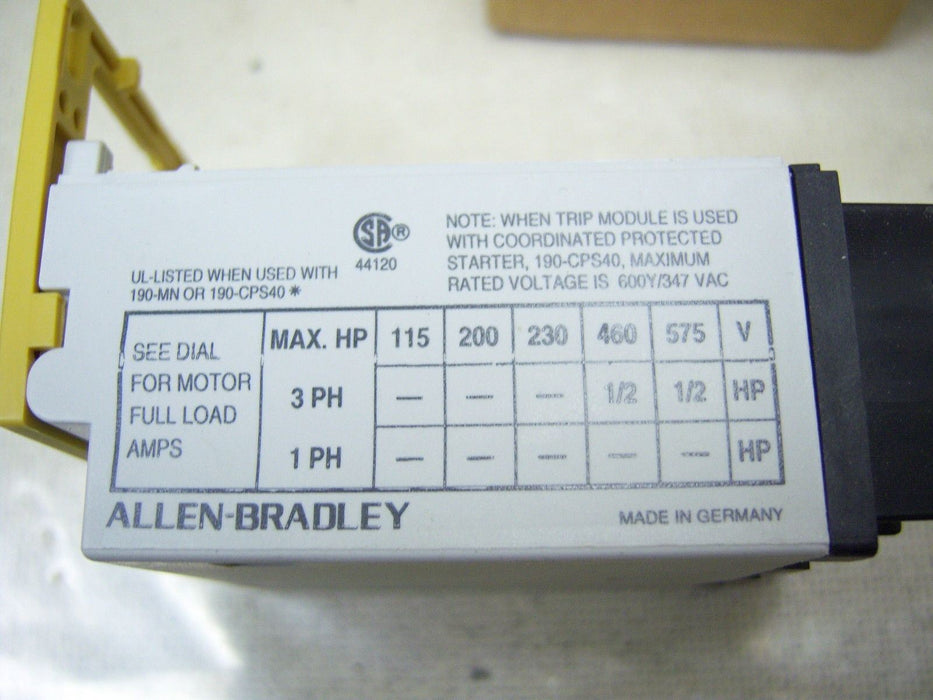 SA®
44120
UL-LISTED WHEN USED WITH
190-MN OR 190-CPS40 *
NOTE: WHEN TRIP MODULE IS USED
WITH COORDINATED PROTECTED
STARTER, 190-CPS40, MAXIMUM
RATED VOLTAGE IS 600Y/347 VAC
SEE DIAL
FOR MOTOR
FULL LOAD
AMPS
MAX. HP 115 200 230 460 575 V
3 PH — — — 1/2 1/2 HP
1 PH — — — — — HP
ALLEN-BRADLEY
MADE IN GERMANY